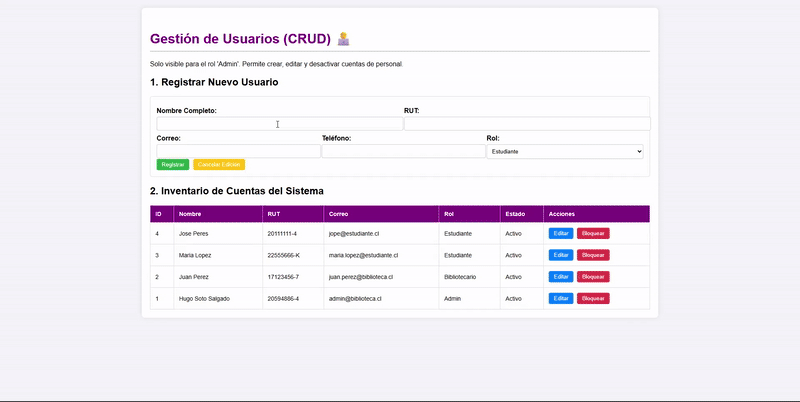 Gestión de Usuarios (CRUD)
Solo visible para el rol 'Admin'. Permite crear, editar y desactivar cuentas de personal.
1. Registrar Nuevo Usuario
Nombre Completo: RUT:
Correo: Teléfono: Rol:
Estudiante
Registrar Cancelar Edición
2. Inventario de Cuentas del Sistema
ID Nombre RUT Correo Rol Estado Acciones
4 Jose Peres 20111111-4 jope@estudiante.cl Estudiante Activo Editar Bloquear
3 Maria Lopez 22555666-K maria.lopez@estudiante.cl Estudiante Activo Editar Bloquear
2 Juan Perez 17123456-7 juan.perez@biblioteca.cl Bibliotecario Activo Editar Bloquear
1 Hugo Soto Salgado 20594886-4 admin@biblioteca.cl Admin Activo Editar Bloquear